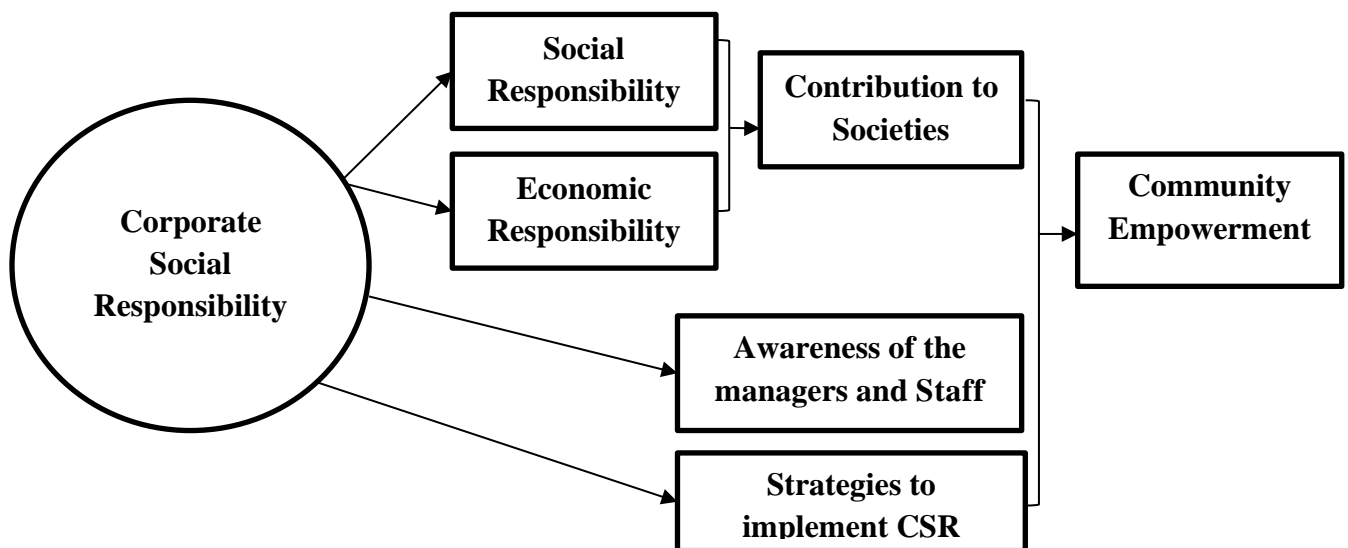 Social
Responsibility
Contribution to
Societies
Economic
Responsibility
Community
Empowerment
Corporate
Social
Responsibility
Awareness of the
managers and Staff
Strategies to
implement CSR